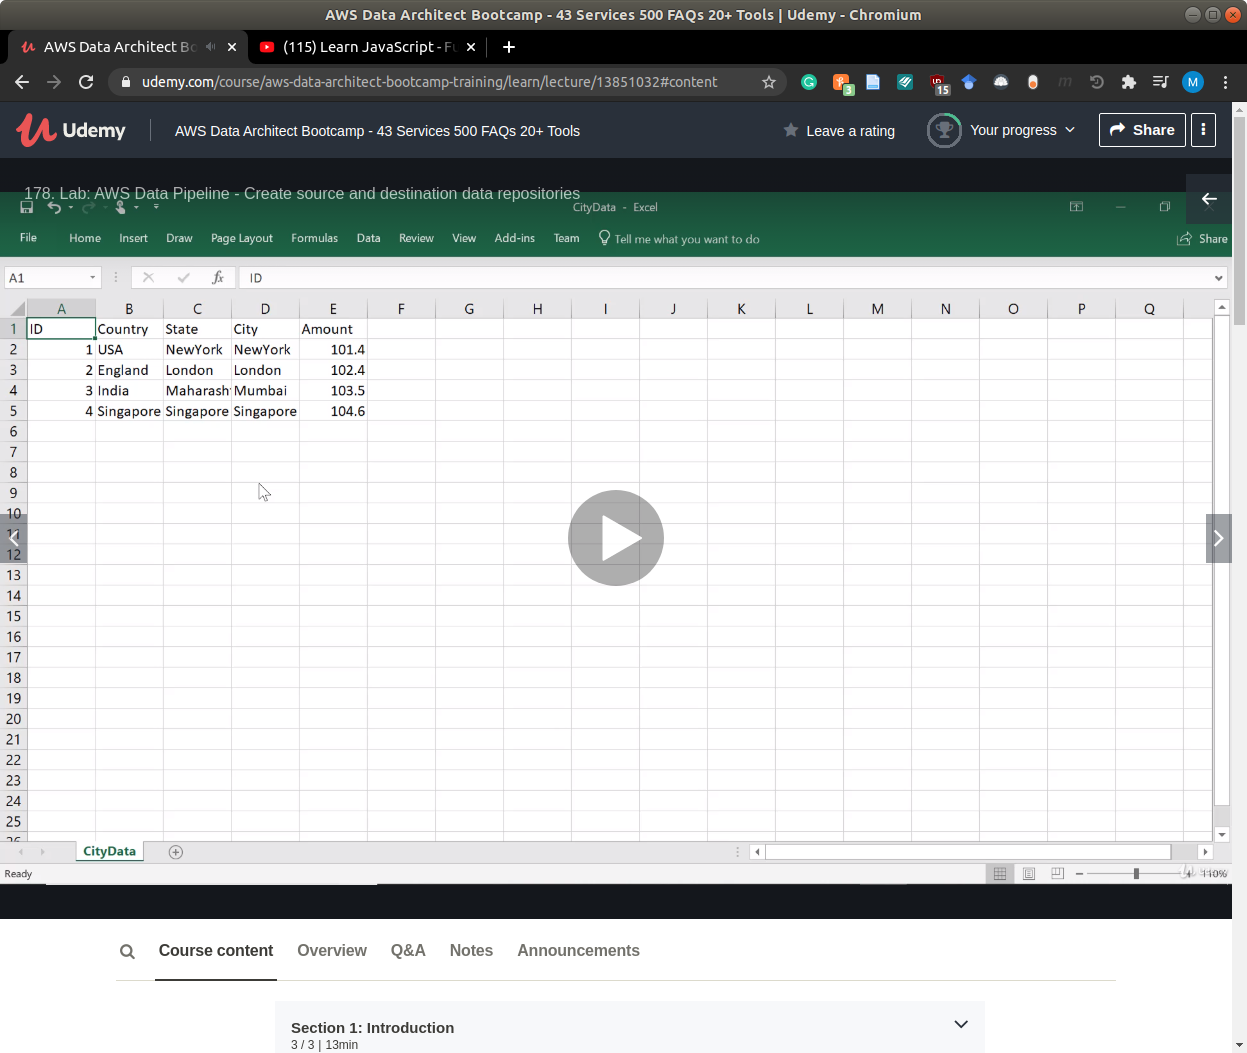 AWS Data Architect Bootcamp - 43 Services 500 FAQs 20+ Tools | Udemy - Chromium
AWS Data Architect Bo
(115) Learn JavaScript - Fu
udemy.com/course/aws-data-architect-bootcamp-training/learn/lecture/13851032#content
3
15
M
Udemy
AWS Data Architect Bootcamp - 43 Services 500 FAQs 20+ Tools
Leave a rating
Your progress
Share
178. Lab: AWS Data Pipeline - Create source and destination data repositories
CityData - Excel
File Home Insert Draw Page Layout Formulas Data Review View Add-ins Team Tell me what you want to do Share
A1 fx ID
A B C D E F G H I J K L M N O P Q
1 ID Country State City Amount
2 1 USA NewYork NewYork 101.4
3 2 England London London 102.4
4 3 India Maharasht Mumbai 103.5
5 4 Singapore Singapore Singapore 104.6
6
7
8
9
10
11
12
13
14
15
16
17
18
19
20
21
22
23
24
25
26
CityData
Ready 110%
Course content Overview Q&A Notes Announcements
Section 1: Introduction
3 / 3 | 13min